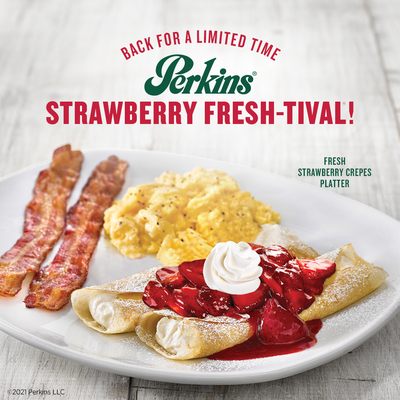 BACK FOR A LIMITED TIME
Perkins®
STRAWBERRY FRESH-TIVAL!
FRESH
STRAWBERRY CREPES
PLATTER
©2021 Perkins LLC